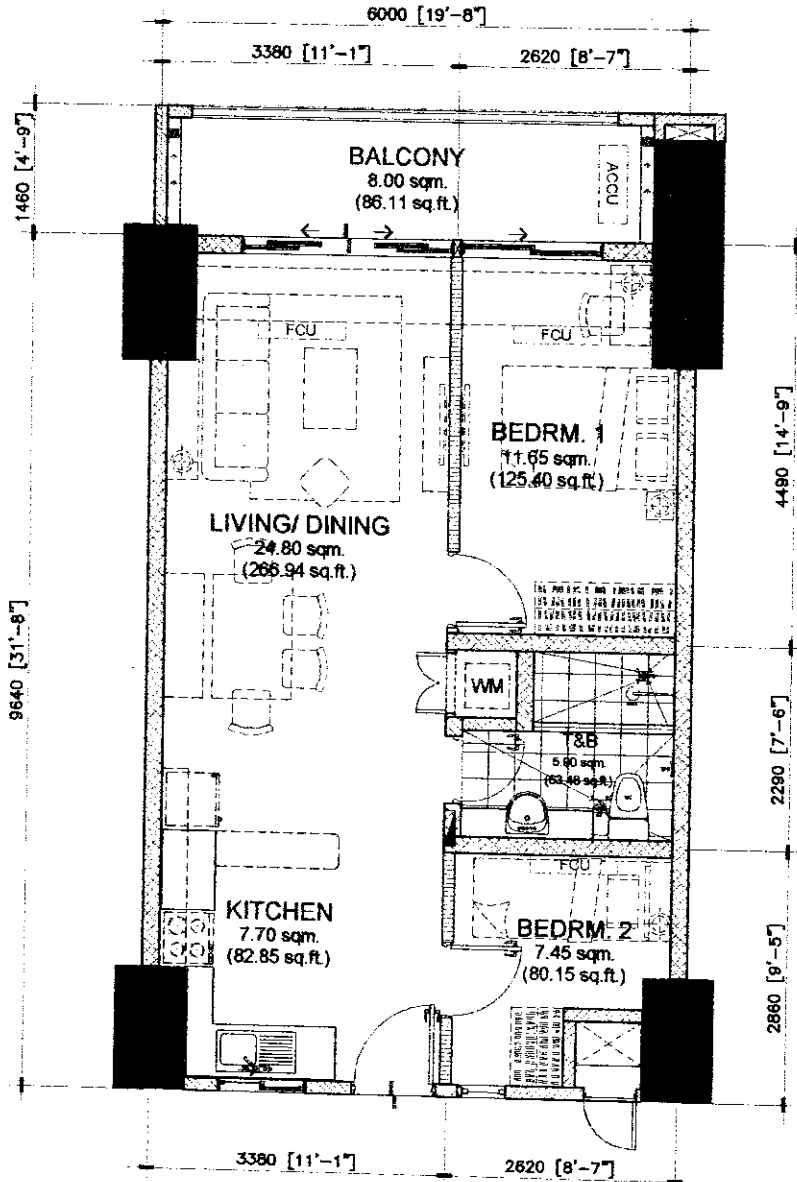 6000 [19'-8"]
3380 [11'-1"]
2620 [8'-7"]
1460 [4'-9"]
BALCONY
8.00 sqm.
(86.11 sq.ft.)
ACCU
FCU
FCU
BEDRM. 1
11.65 sqm.
(125.40 sq.ft.)
4490 [14'-9"]
LIVING/ DINING
24.80 sqm.
(266.94 sq.ft.)
9640 [31'-8"]
WM
T&B
5.90 sqm.
(63.48 sq.ft.)
2290 [7'-6"]
FCU
KITCHEN
7.70 sqm.
(82.85 sq.ft.)
BEDRM. 2
7.45 sqm.
(80.15 sq.ft.)
2860 [9'-5"]
3380 [11'-1"]
2620 [8'-7"]